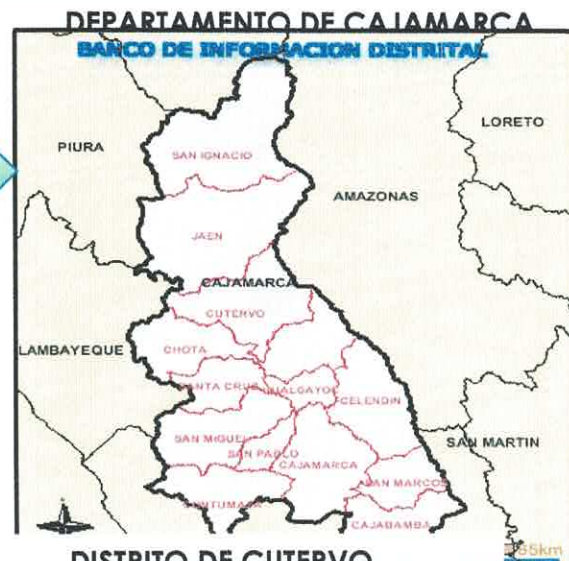 DEPARTAMENTO DE CAJAMARCA
BANCO DE INFORMACION DISTRITAL
LORETO
PIURA
SAN IGNACIO
AMAZONAS
JAEN
CAJAMARCA
CUTERVO
LAMBAYEQUE
CHOTA
SANTA CRUZ
HUALGAYOC
CELENDIN
SAN MIGUEL
SAN MARTIN
SAN PABLO
CAJAMARCA
SAN MARCOS
CONTUMAZA
CAJABAMBA
65km
DISTRITO DE CUTERVO